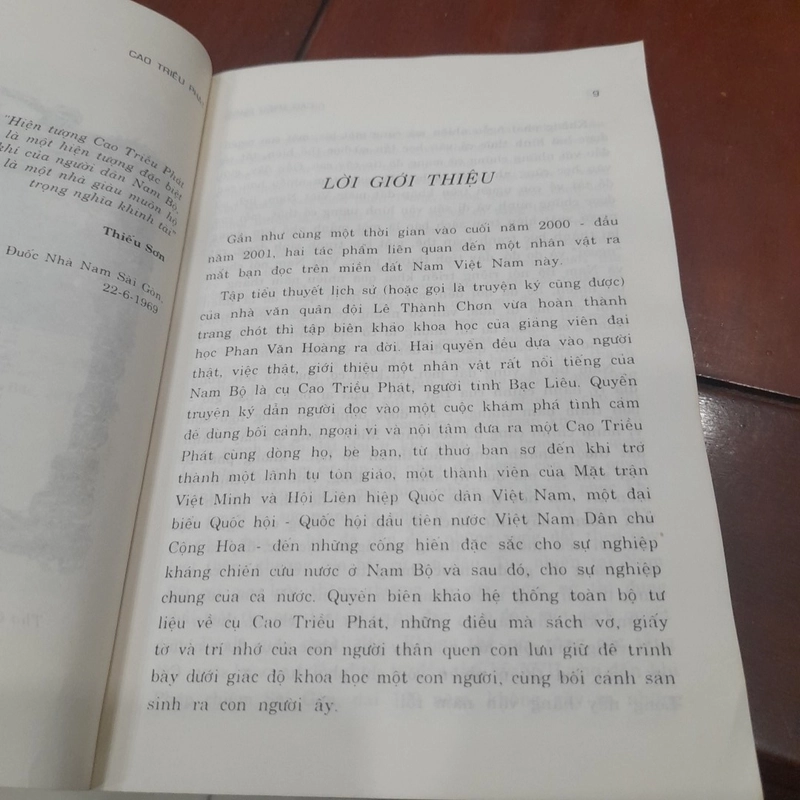 CAO TRIỀU PHÁT
"Hiện tượng Cao Triều Phát
là một hiện tượng đặc biệt
khí của người dân Nam Bộ,
là một nhà giàu muôn hộ
trọng nghĩa khinh tài"
Thiếu Sơn
Đuốc Nhà Nam Sài Gòn,
22-6-1969
9
LỜI GIỚI THIỆU
Gần như cùng một thời gian vào cuối năm 2000 - đầu
năm 2001, hai tác phẩm liên quan đến một nhân vật ra
mắt bạn đọc trên miền đất Nam Việt Nam này.
Tập tiểu thuyết lịch sử (hoặc gọi là truyện ký cũng được)
của nhà văn quân đội Lê Thành Chơn vừa hoàn thành
trang chót thì tập biên khảo khoa học của giảng viên đại
học Phan Văn Hoàng ra đời. Hai quyển đều dựa vào người
thật, việc thật, giới thiệu một nhân vật rất nổi tiếng của
Nam Bộ là cụ Cao Triều Phát, người tỉnh Bạc Liêu. Quyển
truyện ký dẫn người đọc vào một cuộc khám phá tình cảm
để dùng bối cảnh, ngoại vi và nội tâm đưa ra một Cao Triều
Phát cùng dòng họ, bè bạn, từ thuở ban sơ đến khi trở
thành một lãnh tụ tôn giáo, một thành viên của Mặt trận
Việt Minh và Hội Liên hiệp Quốc dân Việt Nam, một đại
biểu Quốc hội - Quốc hội đầu tiên nước Việt Nam Dân chủ
Cộng Hòa - đến những cống hiến đặc sắc cho sự nghiệp
kháng chiến cứu nước ở Nam Bộ và sau đó, cho sự nghiệp
chung của cả nước. Quyển biên khảo hệ thống toàn bộ tư
liệu về cụ Cao Triều Phát, những điều mà sách vở, giấy
tờ và trí nhớ của con người thân quen còn lưu giữ để trình
bày dưới giác độ khoa học một con người, cùng bối cảnh sản
sinh ra con người ấy.